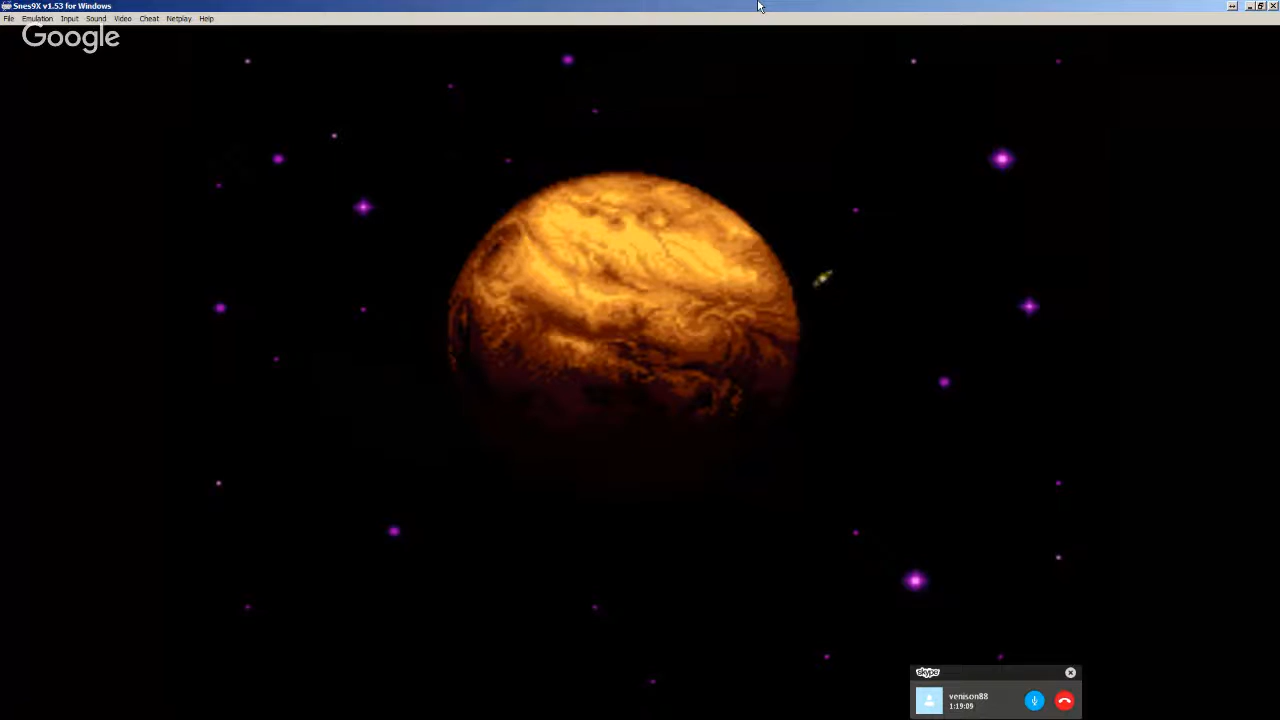 Snes9X v1.53 for Windows
File Emulation Input Sound Video Cheat Netplay Help
Google
skype
venison88
1:19:09